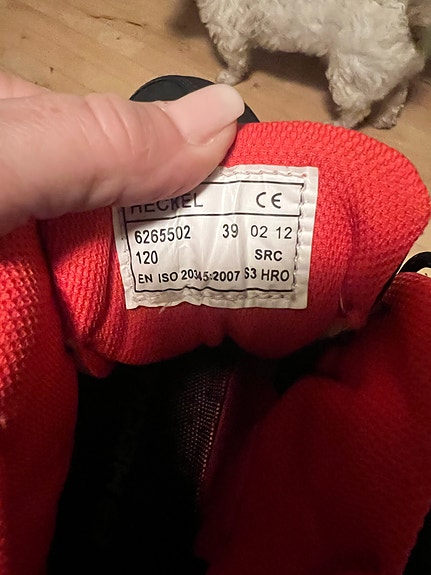 HECKEL CE
6265502 39 02 12
120 SRC
EN ISO 20345:2007 S3 HRO